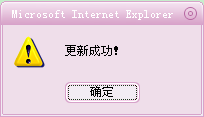 Microsoft Internet Explorer
更新成功!
确定